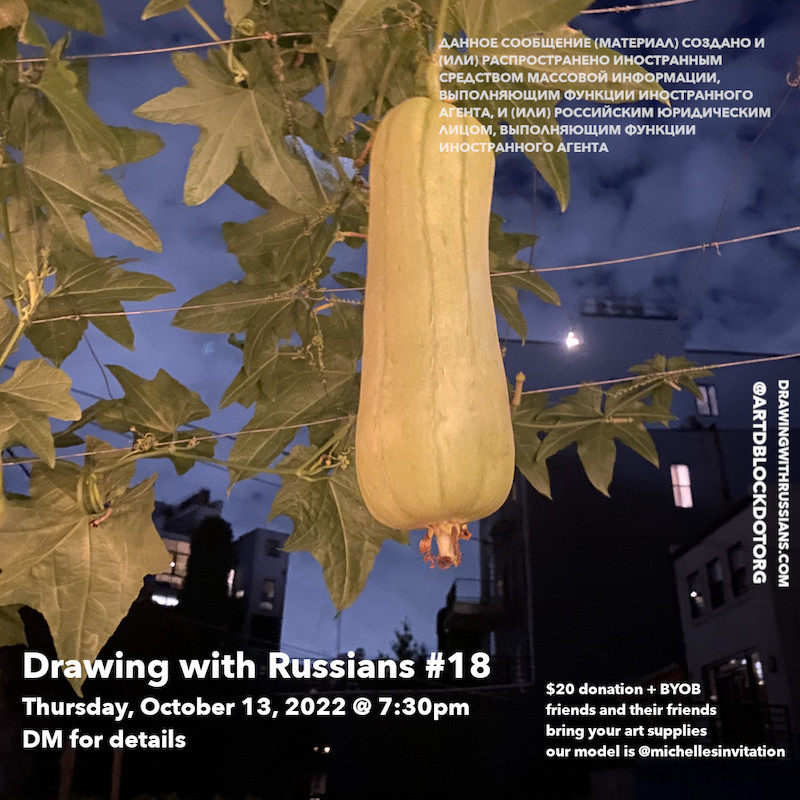 ДАННОЕ СООБЩЕНИЕ (МАТЕРИАЛ) СОЗДАНО И
(ИЛИ) РАСПРОСТРАНЕНО ИНОСТРАННЫМ
СРЕДСТВОМ МАССОВОЙ ИНФОРМАЦИИ,
ВЫПОЛНЯЮЩИМ ФУНКЦИИ ИНОСТРАННОГО
АГЕНТА, И (ИЛИ) РОССИЙСКИМ ЮРИДИЧЕСКИМ
ЛИЦОМ, ВЫПОЛНЯЮЩИМ ФУНКЦИИ
ИНОСТРАННОГО АГЕНТА
DRAWINGWITHRUSSIANS.COM
@ARTDBLOCKDOTORG
Drawing with Russians #18
Thursday, October 13, 2022 @ 7:30pm
DM for details
$20 donation + BYOB
friends and their friends
bring your art supplies
our model is @michellesinvitation